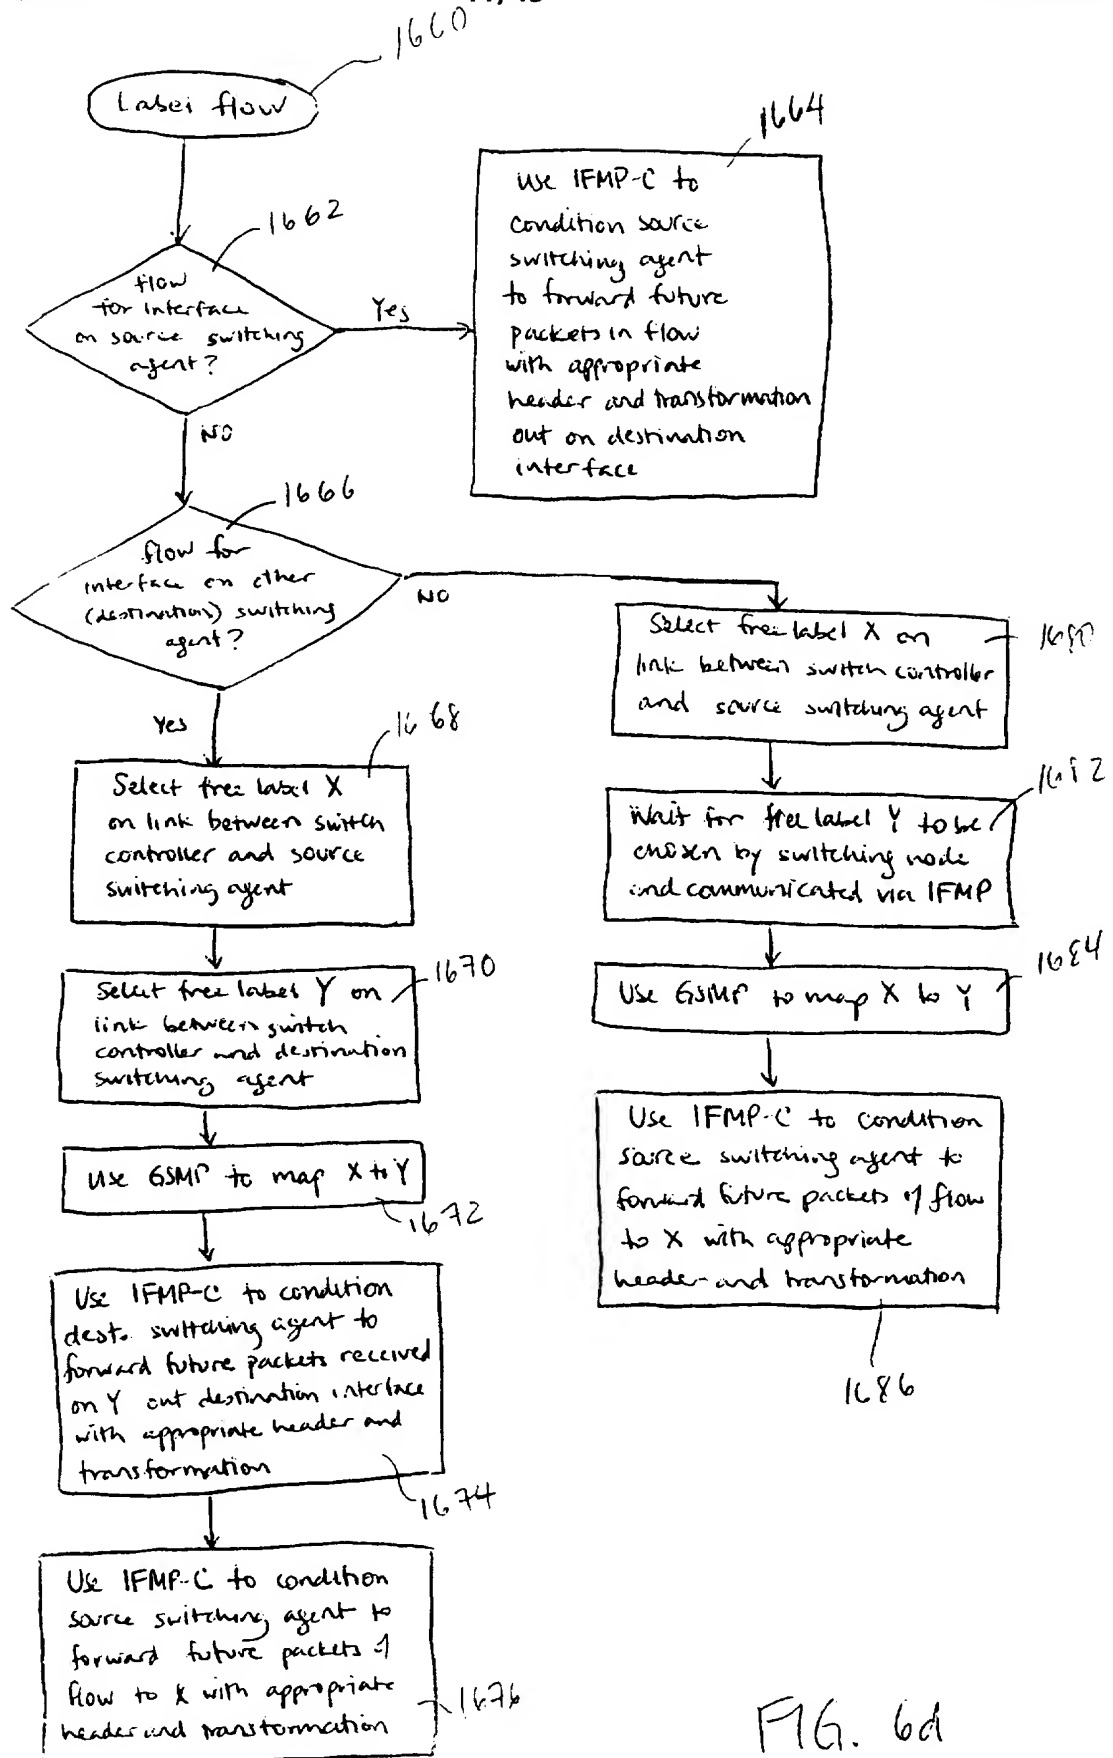 1660
Label flow
1662
flow
for interface
on source switching
agent?
Yes
1664
Use IFMP-C to
condition source
switching agent
to forward future
packets in flow
with appropriate
header and transformation
out on destination
interface
NO
1666
flow for
interface on other
(destination) switching
agent?
Yes
NO
1668
Select free label X
on link between switch
controller and source
switching agent
1670
Select free label Y on
link between switch
controller and destination
switching agent
Use GSMP to map X to Y
1672
Use IFMP-C to condition
dest. switching agent to
forward future packets received
on Y out destination interface
with appropriate header and
transformation
1674
Use IFMP-C to condition
source switching agent to
forward future packets of
flow to X with appropriate
header and transformation
1676
Select free label X on
link between switch controller
and source switching agent
1680
1682
Wait for free label Y to be
chosen by switching node
and communicated via IFMP
1684
Use GSMP to map X to Y
Use IFMP-C to condition
source switching agent to
forward future packets of flow
to X with appropriate
header and transformation
1686
FIG. 6d